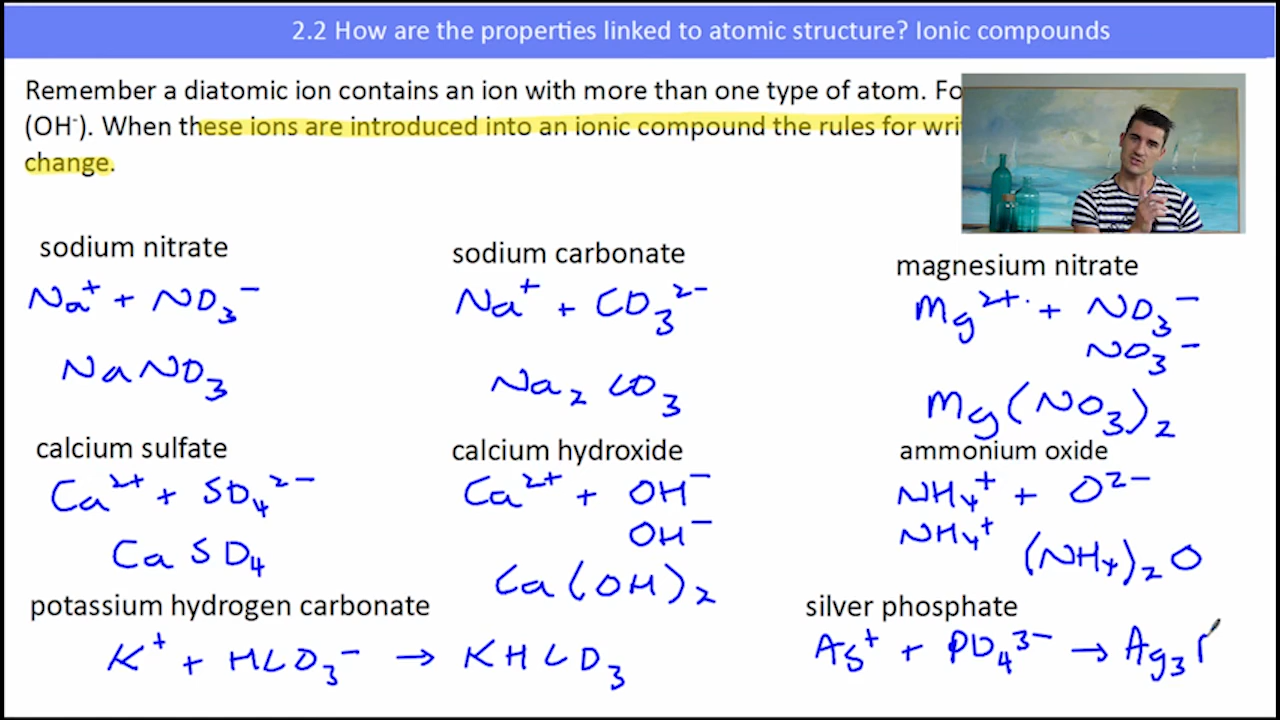 2.2 How are the properties linked to atomic structure? Ionic compounds
Remember a diatomic ion contains an ion with more than one type of atom.
(OH⁻). When these ions are introduced into an ionic compound the rules for
change.
sodium nitrate
Na⁺ + NO₃⁻
NaNO₃
sodium carbonate
Na⁺ + CO₃²⁻
Na₂CO₃
magnesium nitrate
Mg²⁺ + NO₃⁻
NO₃⁻
Mg(NO₃)₂
calcium sulfate
Ca²⁺ + SO₄²⁻
CaSO₄
calcium hydroxide
Ca²⁺ + OH⁻
OH⁻
Ca(OH)₂
ammonium oxide
NH₄⁺ + O²⁻
NH₄⁺
(NH₄)₂O
potassium hydrogen carbonate
K⁺ + HCO₃⁻ → KHCO₃
silver phosphate
Ag⁺ + PO₄³⁻ → Ag₃